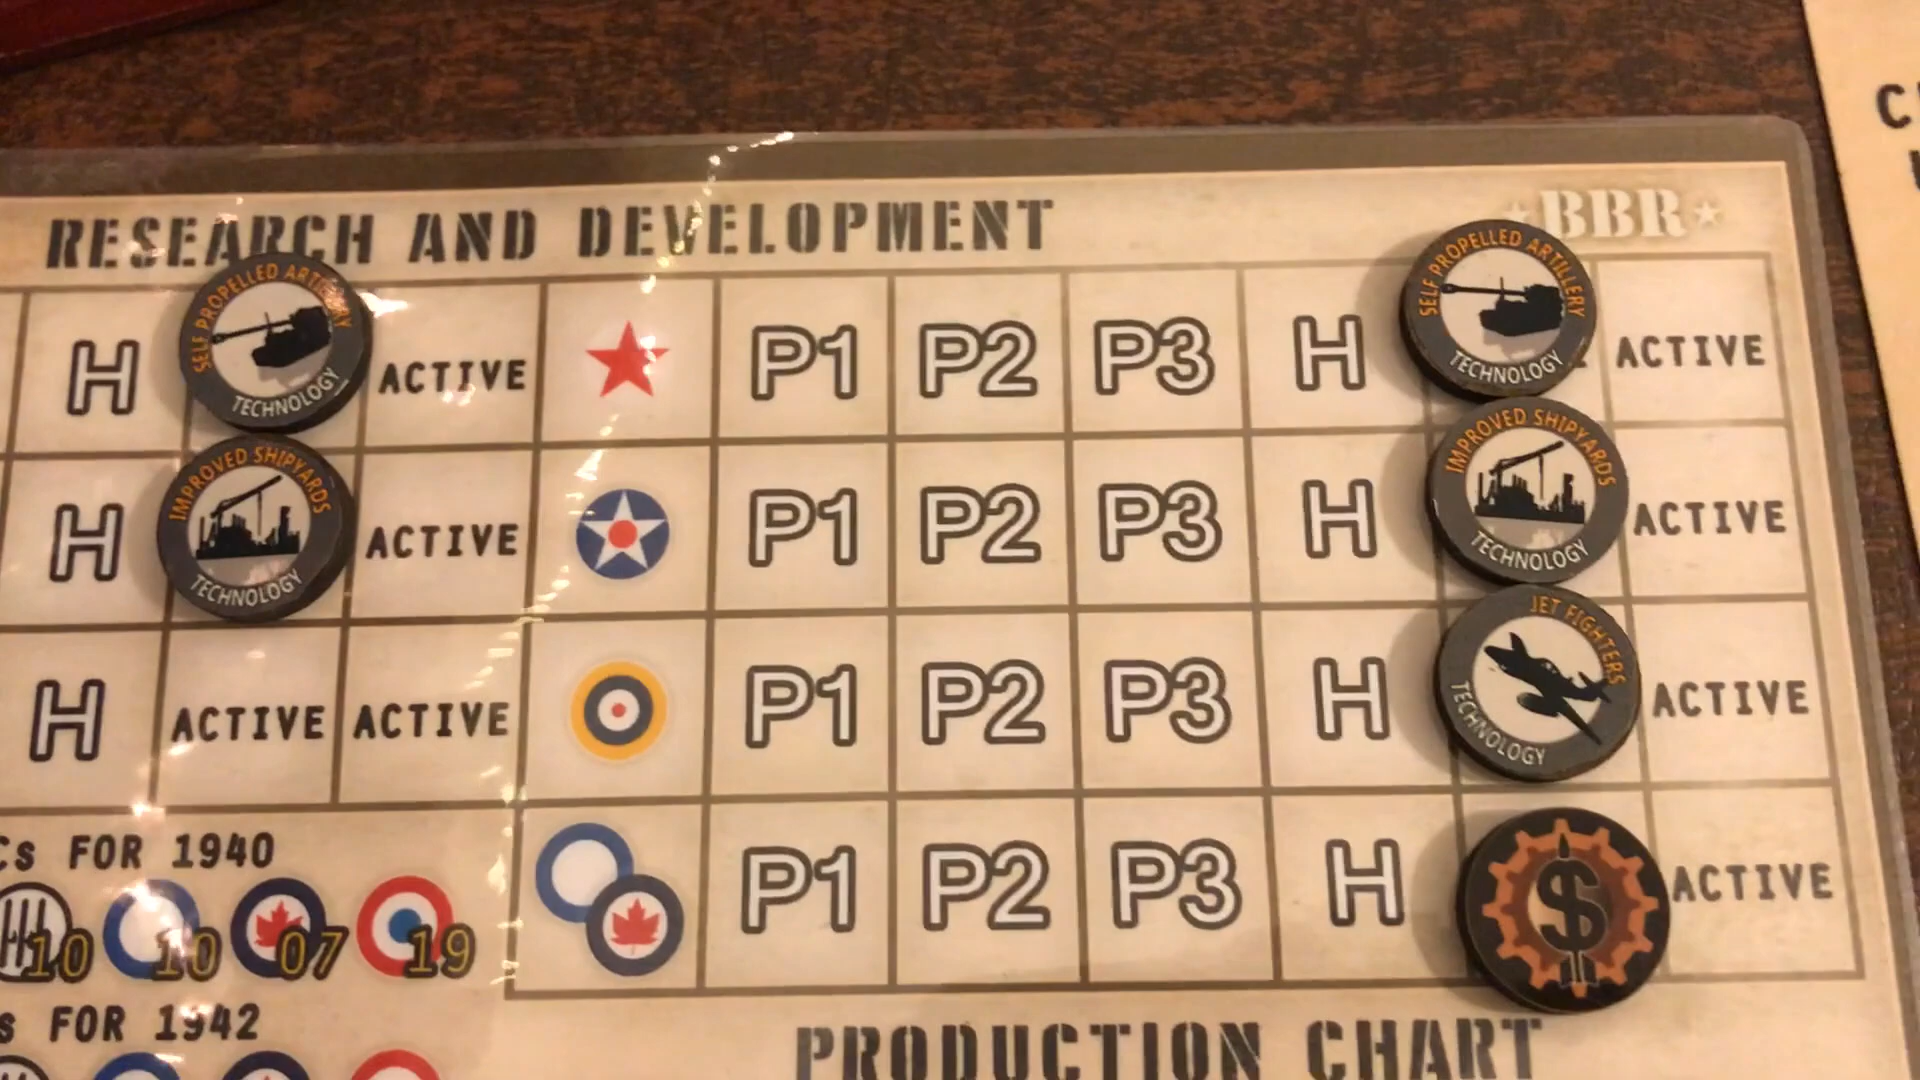 C
BBR
RESEARCH AND DEVELOPMENT
H SELF PROPELLED ARTILLERY TECHNOLOGY ACTIVE P1 P2 P3 H SELF PROPELLED ARTILLERY TECHNOLOGY ACTIVE
H IMPROVED SHIPYARDS TECHNOLOGY ACTIVE P1 P2 P3 H IMPROVED SHIPYARDS TECHNOLOGY ACTIVE
H ACTIVE ACTIVE P1 P2 P3 H JET FIGHTERS TECHNOLOGY ACTIVE
P1 P2 P3 H $ ACTIVE
Cs FOR 1940
10 10 07 19
s FOR 1942
PRODUCTION CHART